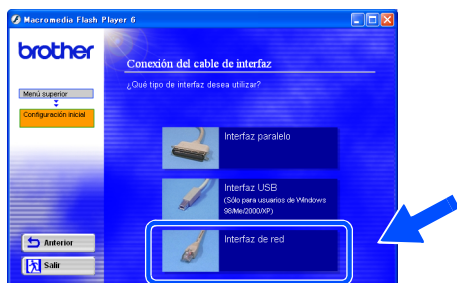 Macromedia Flash Player 6
brother
Conexión del cable de interfaz
¿Qué tipo de interfaz desea utilizar?
Menú superior
Configuración inicial
Interfaz paralelo
Interfaz USB
(Sólo para usuarios de Windows
98/Me/2000/XP)
Interfaz de red
Anterior
Salir